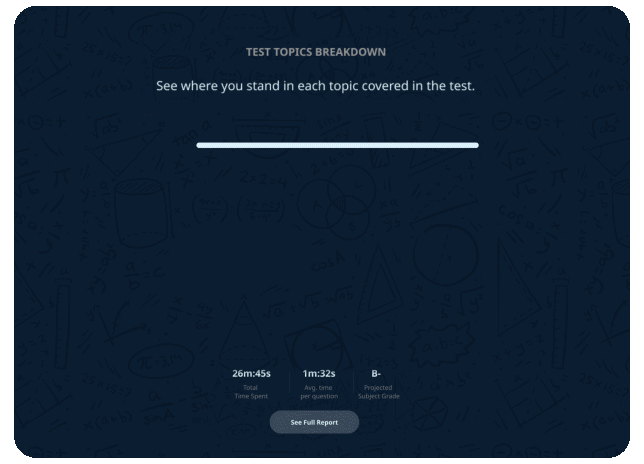 TEST TOPICS BREAKDOWN
See where you stand in each topic covered in the test.
26m:45s 1m:32s B-
Total Avg. time Projected
Time Spent per question Subject Grade
See Full Report